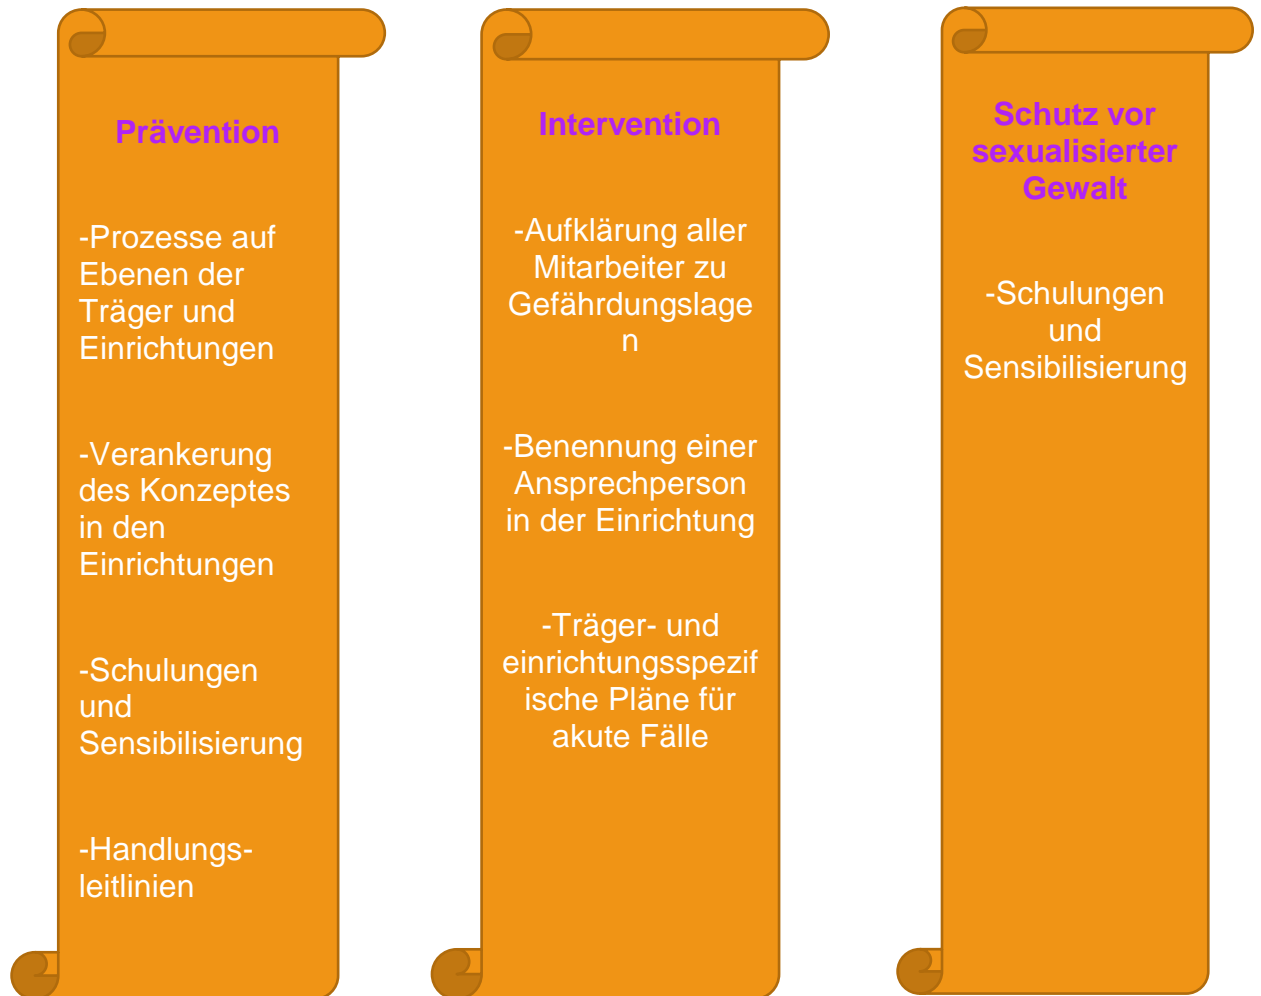 Prävention
-Prozesse auf
Ebenen der
Träger und
Einrichtungen
-Verankerung
des Konzeptes
in den
Einrichtungen
-Schulungen
und
Sensibilisierung
-Handlungs-
leitlinien
Intervention
-Aufklärung aller
Mitarbeiter zu
Gefährdungslage
n
-Benennung einer
Ansprechperson
in der Einrichtung
-Träger- und
einrichtungsspezif
ische Pläne für
akute Fälle
Schutz vor
sexualisierter
Gewalt
-Schulungen
und
Sensibilisierung